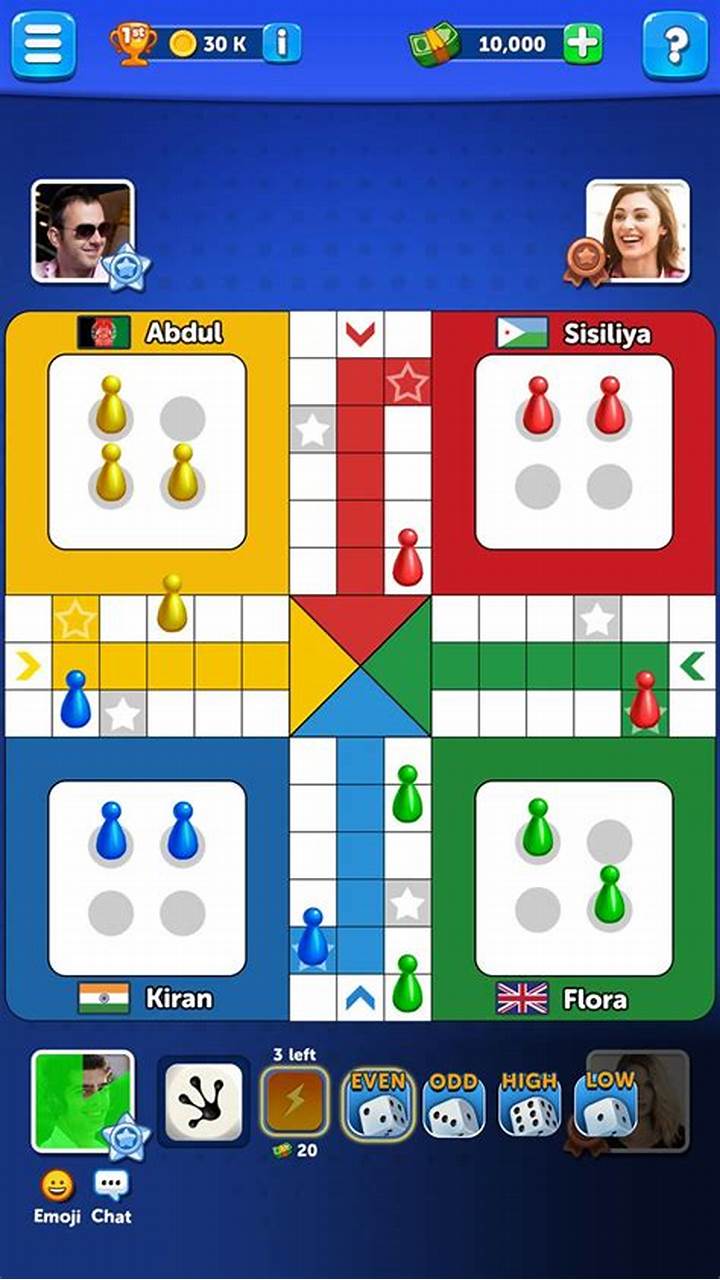 1st
30 K
i
10,000
?
Abdul
Sisiliya
Kiran
Flora
3 left
EVEN ODD HIGH LOW
20
Emoji Chat